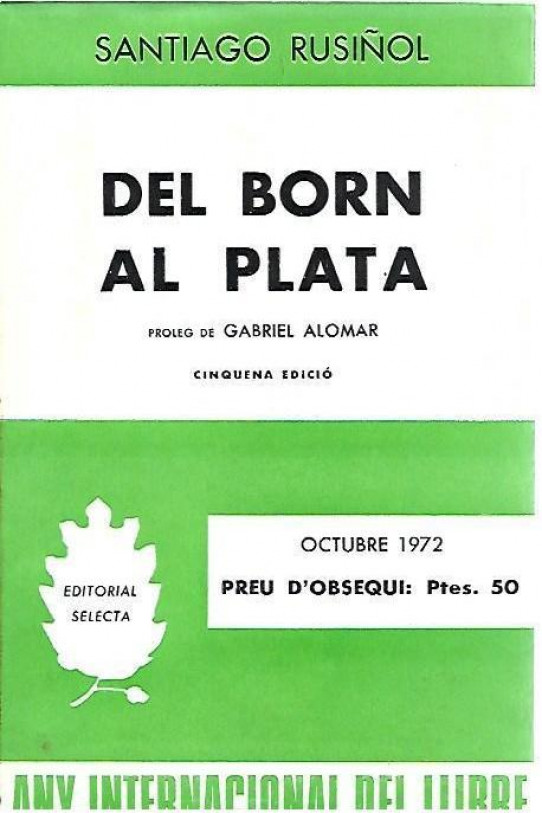 SANTIAGO RUSIÑOL
DEL BORN
AL PLATA
PROLEG DE GABRIEL ALOMAR
CINQUENA EDICIÓ
OCTUBRE 1972
PREU D'OBSEQUI: Ptes. 50
EDITORIAL
SELECTA
ANY INTERNACIONAL DEL LLIBRE